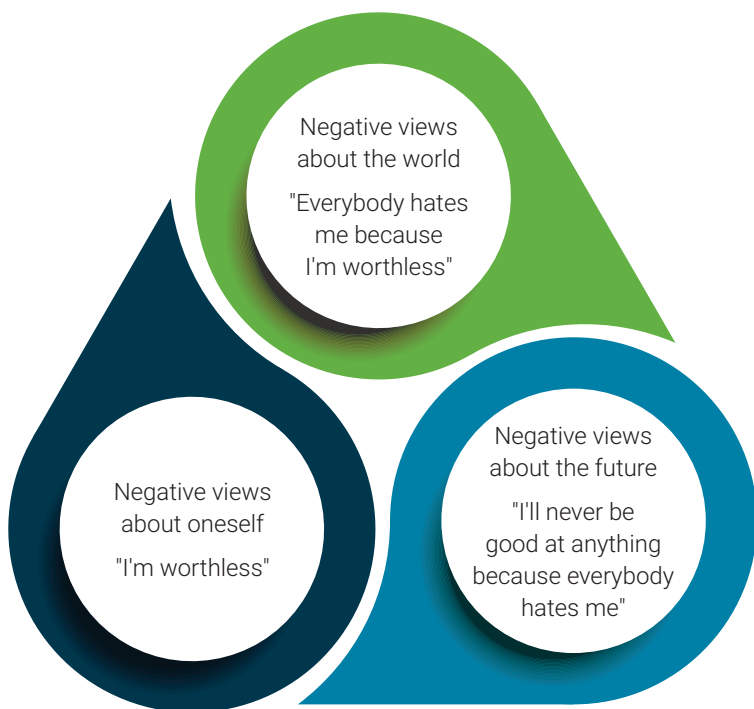 Negative views
about the world
"Everybody hates
me because
I'm worthless"
Negative views
about oneself
"I'm worthless"
Negative views
about the future
"I'll never be
good at anything
because everybody
hates me"